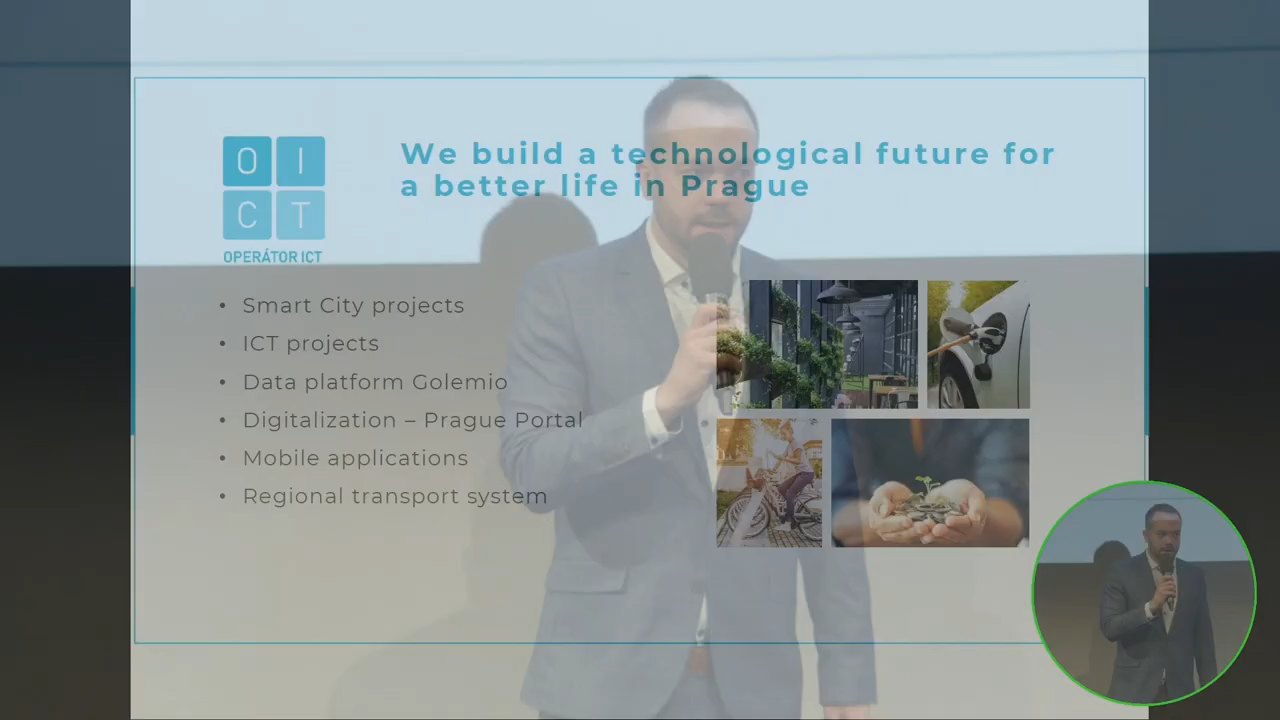 O I
C T
OPERÁTOR ICT
We build a technological future for
a better life in Prague
• Smart City projects
• ICT projects
• Data platform Golemio
• Digitalization – Prague Portal
• Mobile applications
• Regional transport system